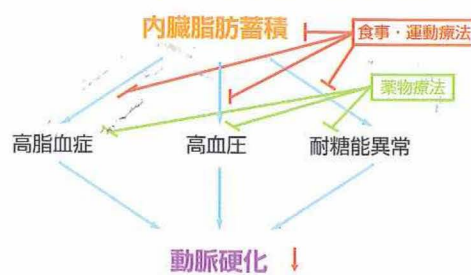 内臓脂肪蓄積
食事・運動療法
薬物療法
高脂血症
高血圧
耐糖能異常
動脈硬化 ↓